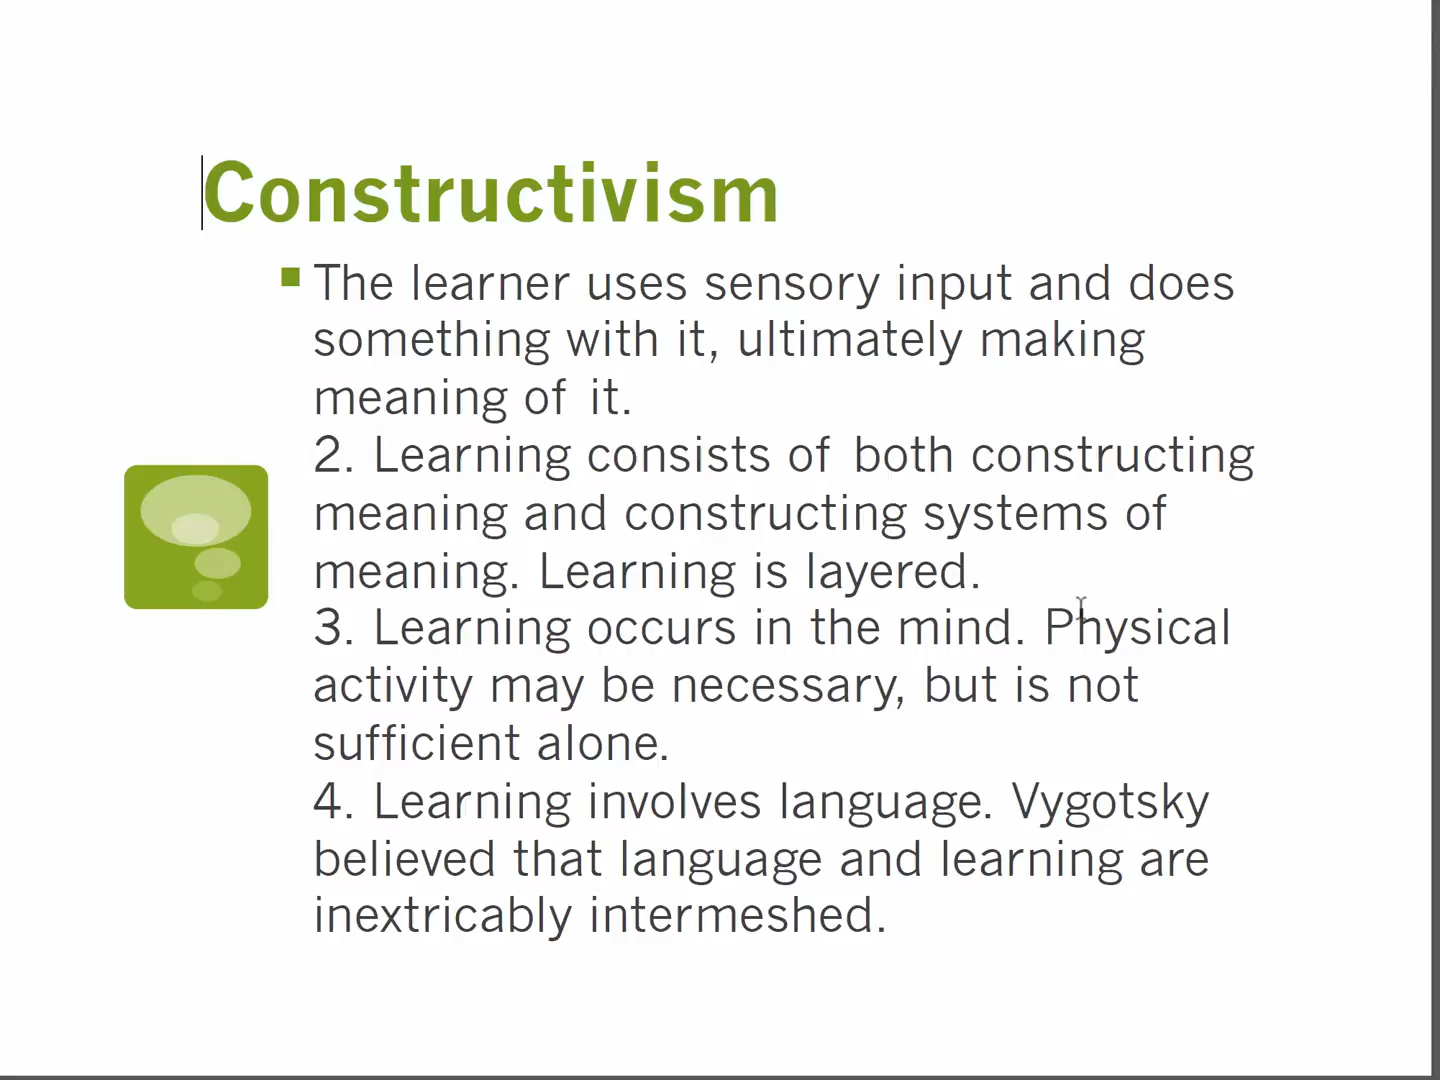 Constructivism
The learner uses sensory input and does
something with it, ultimately making
meaning of it.
2. Learning consists of both constructing
meaning and constructing systems of
meaning. Learning is layered.
3. Learning occurs in the mind. Physical
activity may be necessary, but is not
sufficient alone.
4. Learning involves language. Vygotsky
believed that language and learning are
inextricably intermeshed.